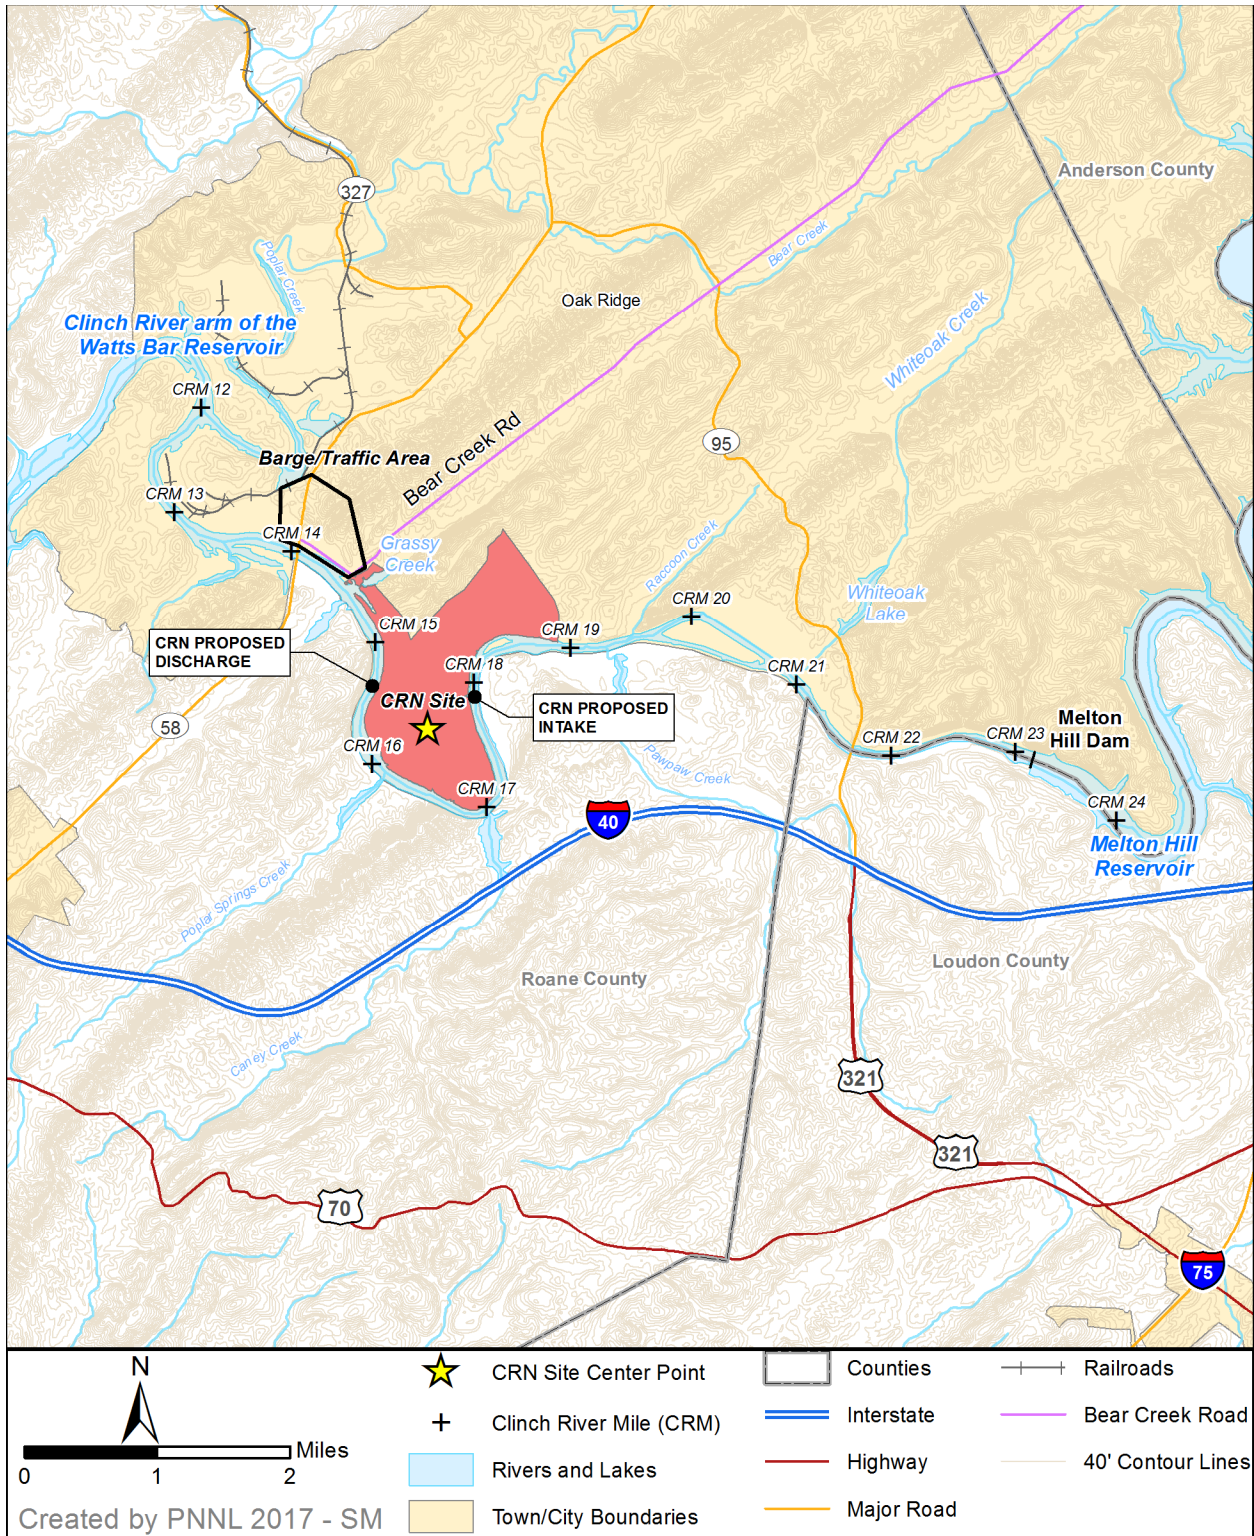 Anderson County
327
Poplar Creek
Bear Creek
Oak Ridge
Clinch River arm of the
Watts Bar Reservoir
Whiteoak Creek
CRM 12
95
Bear Creek Rd
Barge/Traffic Area
CRM 13
CRM 14
Grassy
Creek
Raccoon Creek
Whiteoak
Lake
CRM 20
CRM 15
CRM 19
CRN PROPOSED
DISCHARGE
CRM 18
CRM 21
CRN Site
CRN PROPOSED
INTAKE
Melton
Hill Dam
58
CRM 16
CRM 22
CRM 23
Pawpaw Creek
CRM 17
CRM 24
40
Melton Hill
Reservoir
Poplar Springs Creek
Roane County
Loudon County
Caney Creek
321
321
70
75
N
Miles
0 1 2
Created by PNNL 2017 - SM
CRN Site Center Point
Clinch River Mile (CRM)
Rivers and Lakes
Town/City Boundaries
Counties
Interstate
Highway
Major Road
Railroads
Bear Creek Road
40' Contour Lines